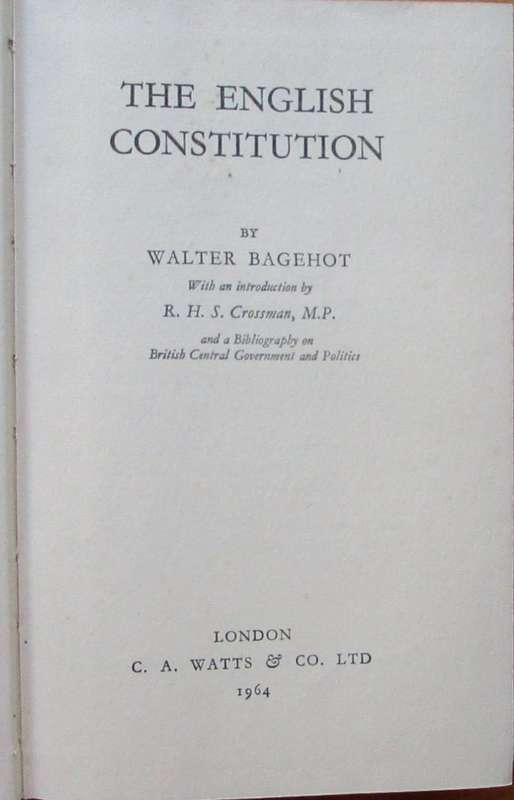 THE ENGLISH
CONSTITUTION
BY
WALTER BAGEHOT
With an introduction by
R. H. S. Crossman, M.P.
and a Bibliography on
British Central Government and Politics
LONDON
C. A. WATTS & CO. LTD
1964